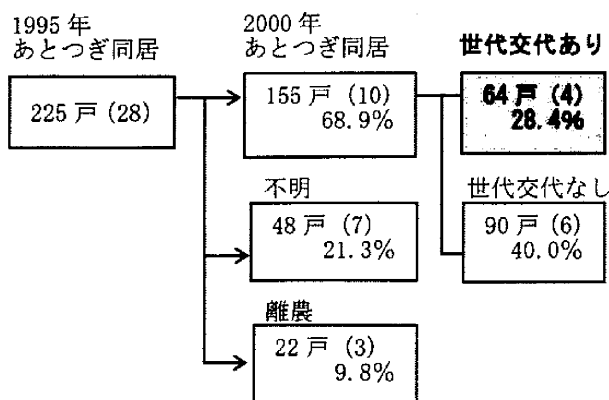 1995 年
あとつぎ同居
225 戸 (28)
2000 年
あとつぎ同居
155 戸 (10)
68.9%
不明
48 戸 (7)
21.3%
離農
22 戸 (3)
9.8%
世代交代あり
64 戸 (4)
28.4%
世代交代なし
90 戸 (6)
40.0%